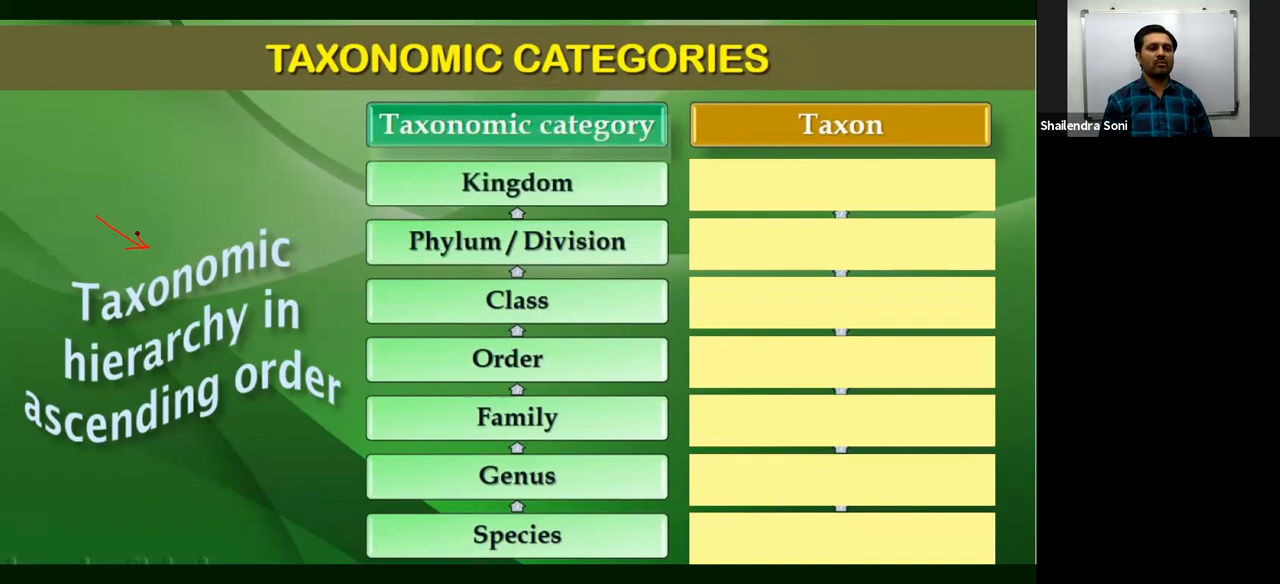 TAXONOMIC CATEGORIES
Taxonomic category
Taxon
Kingdom
Phylum / Division
Class
Order
Family
Genus
Species
Taxonomic
hierarchy in
ascending order
Shailendra Soni